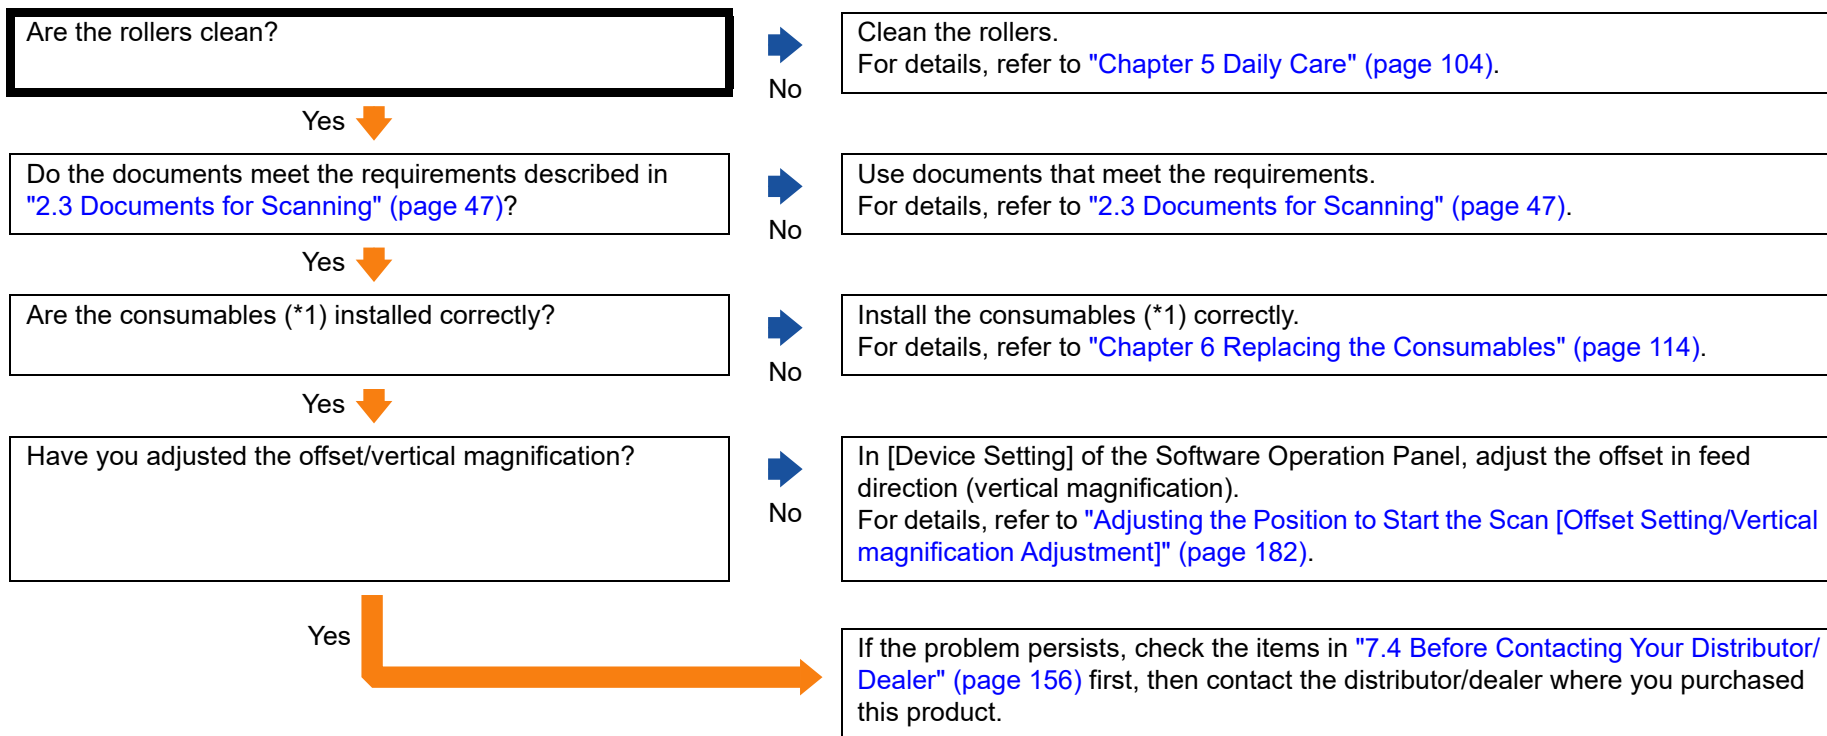 Are the rollers clean?
No
Clean the rollers.
For details, refer to "Chapter 5 Daily Care" (page 104).
Yes
Do the documents meet the requirements described in
"2.3 Documents for Scanning" (page 47)?
No
Use documents that meet the requirements.
For details, refer to "2.3 Documents for Scanning" (page 47).
Yes
Are the consumables (*1) installed correctly?
No
Install the consumables (*1) correctly.
For details, refer to "Chapter 6 Replacing the Consumables" (page 114).
Yes
Have you adjusted the offset/vertical magnification?
No
In [Device Setting] of the Software Operation Panel, adjust the offset in feed
direction (vertical magnification).
For details, refer to "Adjusting the Position to Start the Scan [Offset Setting/Vertical
magnification Adjustment]" (page 182).
Yes
If the problem persists, check the items in "7.4 Before Contacting Your Distributor/
Dealer" (page 156) first, then contact the distributor/dealer where you purchased
this product.